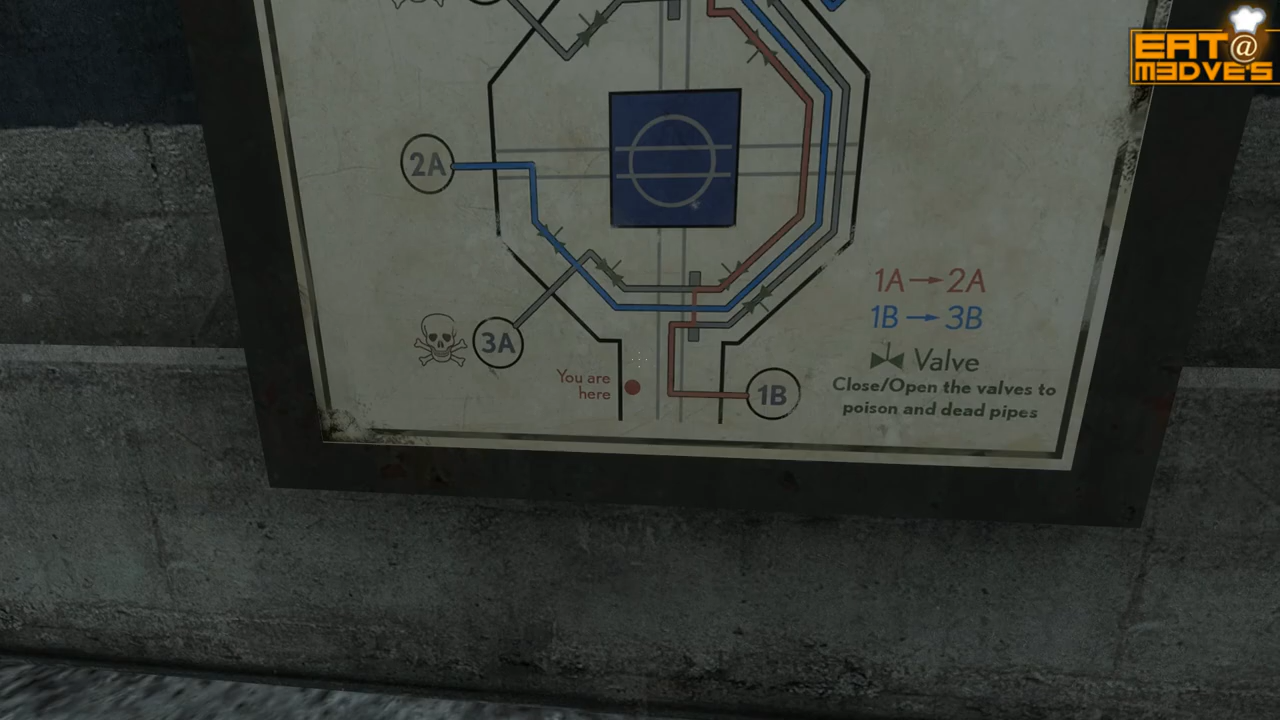 EAT@
M3DVE'S
2A
1A → 2A
1B → 3B
Valve
3A
You are
here
1B
Close/Open the valves to
poison and dead pipes